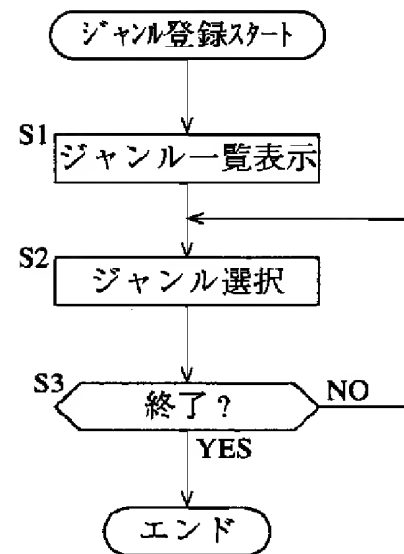 ジャンル登録スタート
S1
ジャンル一覧表示
S2
ジャンル選択
S3
終了?
NO
YES
エンド